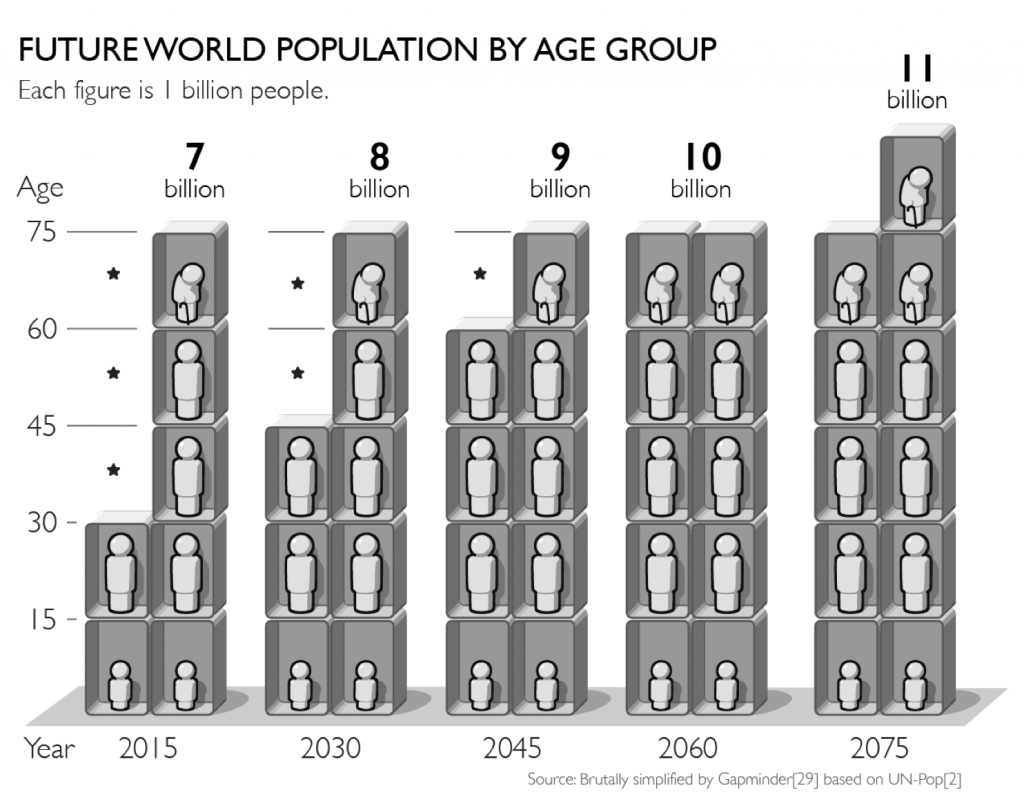 FUTURE WORLD POPULATION BY AGE GROUP
Each figure is 1 billion people.
11
billion
7
billion
8
billion
9
billion
10
billion
Age
75
60
45
30
15
Year 2015 2030 2045 2060 2075
Source: Brutally simplified by Gapminder[29] based on UN-Pop[2]